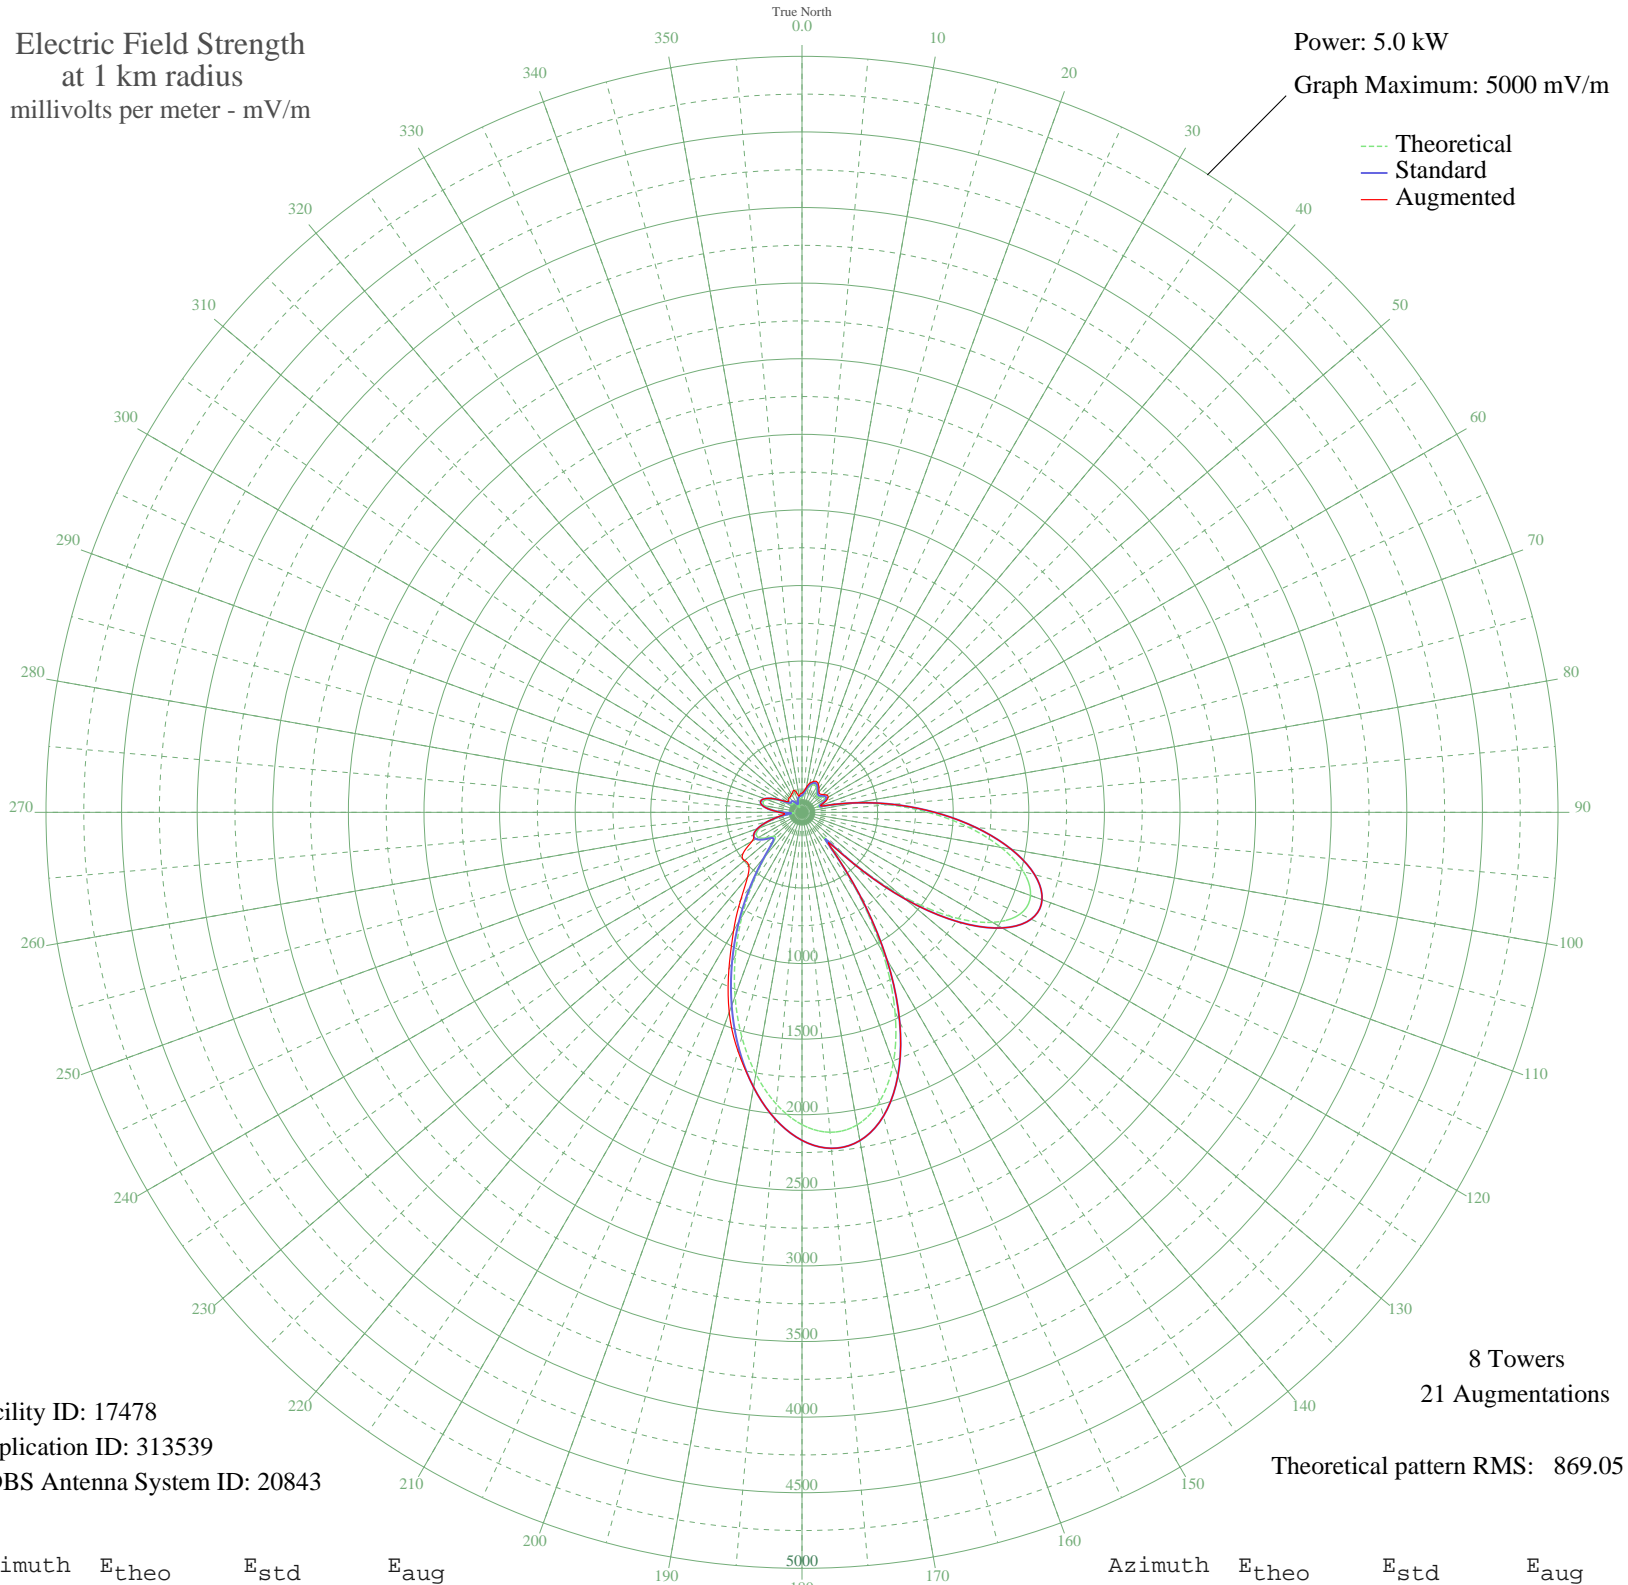 True North
0.0
Electric Field Strength
at 1 km radius
millivolts per meter - mV/m
Power: 5.0 kW
Graph Maximum: 5000 mV/m
Theoretical
Standard
Augmented
10
20
30
40
50
60
70
80
90
100
110
120
130
140
150
160
170
190
200
210
220
230
240
250
260
270
280
290
300
310
320
330
340
350
1000
1500
2000
2500
3000
3500
4000
4500
5000
8 Towers
21 Augmentations
Theoretical pattern RMS: 869.05
cility ID: 17478
plication ID: 313539
DBS Antenna System ID: 20843
imuth Etheo Estd Eaug
Azimuth Etheo Estd Eaug